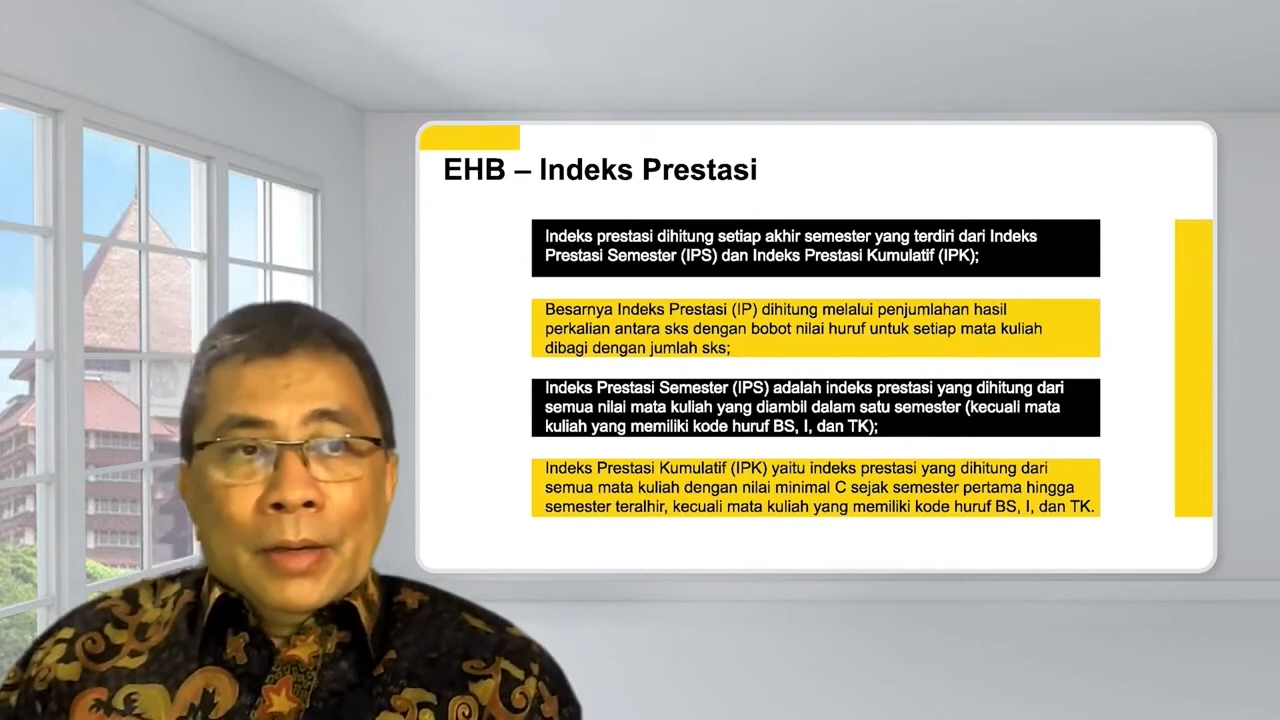 EHB – Indeks Prestasi
Indeks prestasi dihitung setiap akhir semester yang terdiri dari Indeks
Prestasi Semester (IPS) dan Indeks Prestasi Kumulatif (IPK);
Besarnya Indeks Prestasi (IP) dihitung melalui penjumlahan hasil
perkalian antara sks dengan bobot nilai huruf untuk setiap mata kuliah
dibagi dengan jumlah sks;
Indeks Prestasi Semester (IPS) adalah indeks prestasi yang dihitung dari
semua nilai mata kuliah yang diambil dalam satu semester (kecuali mata
kuliah yang memiliki kode huruf BS, I, dan TK);
Indeks Prestasi Kumulatif (IPK) yaitu indeks prestasi yang dihitung dari
semua mata kuliah dengan nilai minimal C sejak semester pertama hingga
semester teralhir, kecuali mata kuliah yang memiliki kode huruf BS, I, dan TK.